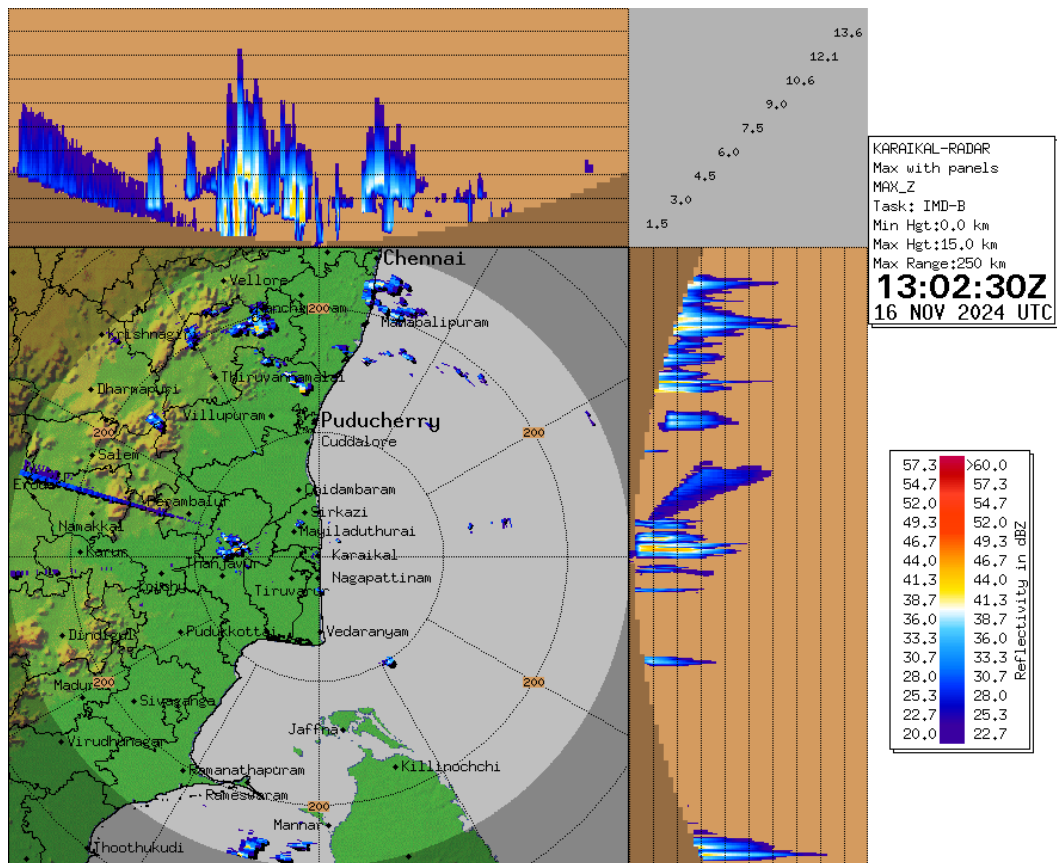 13.6
12.1
10.6
9.0
7.5
6.0
4.5
3.0
1.5
KARAIKAL-RADAR
Max with panels
MAX_Z
Task: IMD-B
Min Hgt:0.0 km
Max Hgt:15.0 km
Max Range:250 km
13:02:30Z
16 NOV 2024 UTC
Chennai
Vellore
200
Mamabalipuram
Krishnagi
Thiruvannamalai
Dharmapuri
Villupuram
Puducherry
200
200
Cuddalore
Salem
Erode
Chidambaram
Perambalur
Sirkazi
Namakkal
Mayiladuthurai
Karur
Karaikal
Thanjavur
Nagapattinam
Tiruvarur
Pudukkottai
Vedaranyam
Dindigul
200
200
Madur
Sivaganga
Jaffna
Virudhunagar
Killinochchi
Ramanathapuram
Rameswaram
200
Mannar
Thoothukudi
57.3 >60.0
54.7 57.3
52.0 54.7
49.3 52.0
46.7 49.3
44.0 46.7
41.3 44.0
38.7 41.3
36.0 38.7
33.3 36.0
30.7 33.3
28.0 30.7
25.3 28.0
22.7 25.3
20.0 22.7
Reflectivity in dBZ